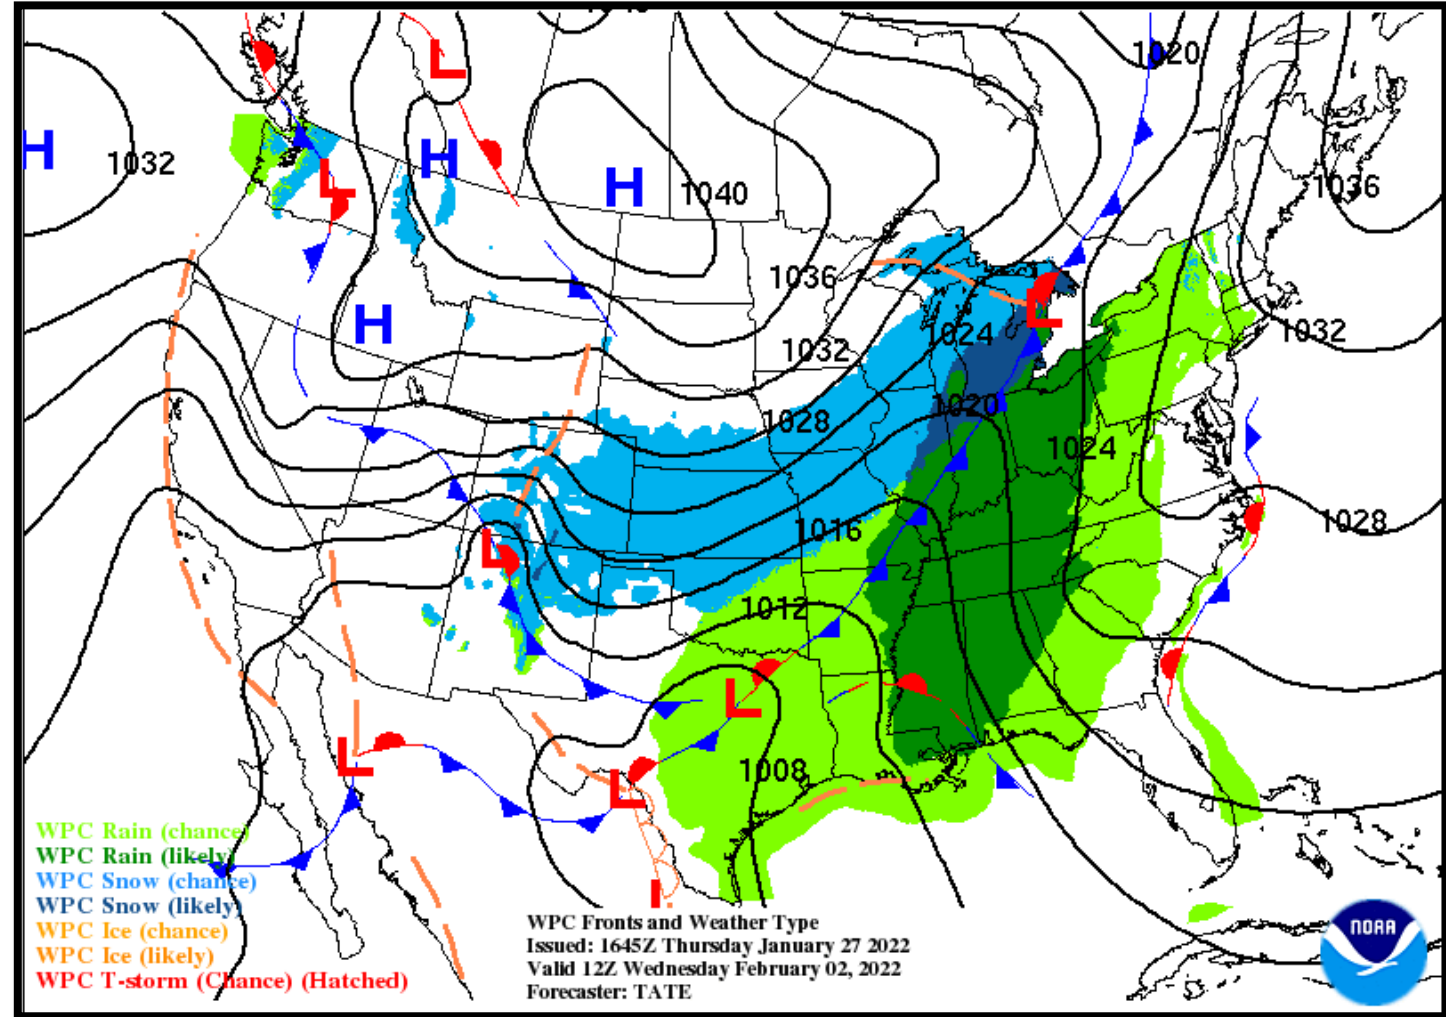 1020
H
1032
L
H
H
1040
1036
L
1036
H
1032
1024
L
1032
1020
1028
1024
1016
1028
L
1012
L
1008
L
L
WPC Rain (chance)
WPC Rain (likely)
WPC Snow (chance)
WPC Snow (likely)
WPC Ice (chance)
WPC Ice (likely)
WPC T-storm (Chance) (Hatched)
WPC Fronts and Weather Type
Issued: 1645Z Thursday January 27 2022
Valid 12Z Wednesday February 02, 2022
Forecaster: TATE
NOAA